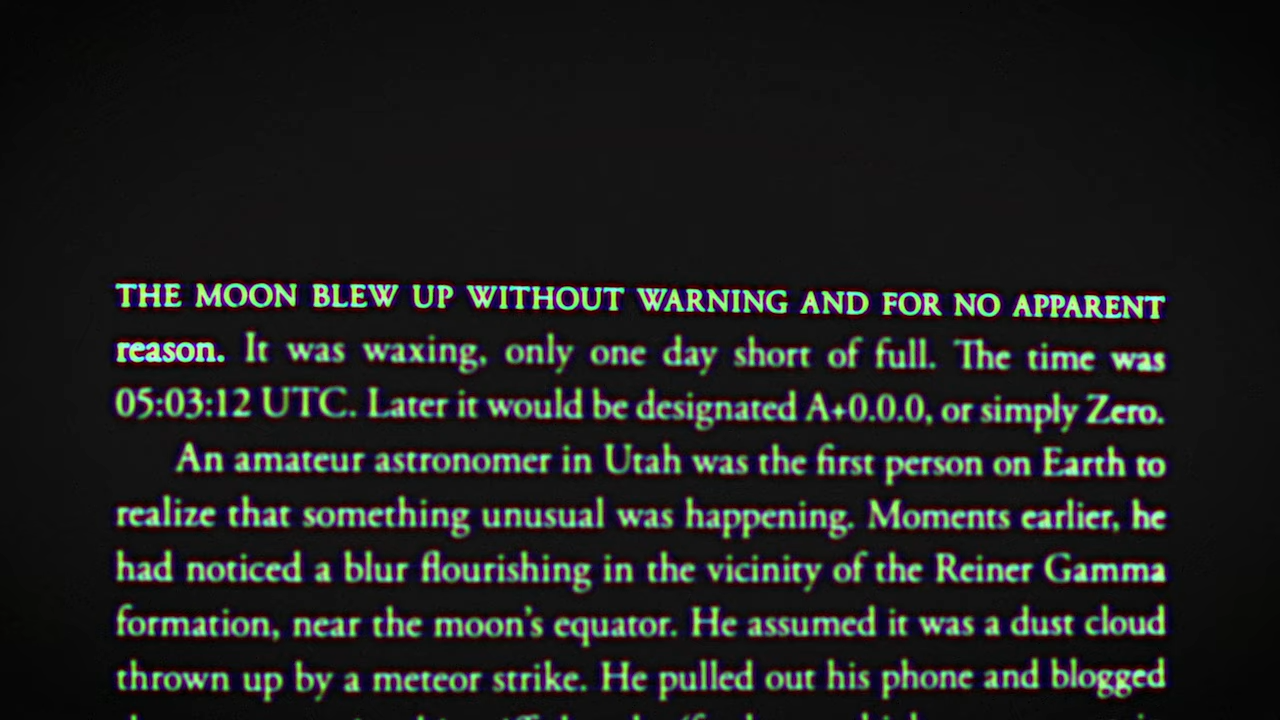 THE MOON BLEW UP WITHOUT WARNING AND FOR NO APPARENT
reason. It was waxing, only one day short of full. The time was
05:03:12 UTC. Later it would be designated A+0.0.0, or simply Zero.
An amateur astronomer in Utah was the first person on Earth to
realize that something unusual was happening. Moments earlier, he
had noticed a blur flourishing in the vicinity of the Reiner Gamma
formation, near the moon's equator. He assumed it was a dust cloud
thrown up by a meteor strike. He pulled out his phone and blogged